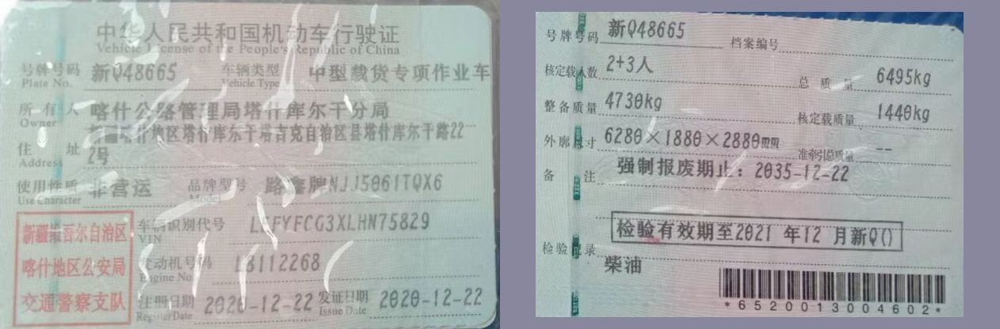 中华人民共和国机动车行驶证
Vehicle License of the People's Republic of China
号牌号码 新Q48665 车辆类型 中型载货专项作业车
Plate No. Vehicle Type
所有人 喀什公路管理局塔什库尔干分局
Owner
住址 新疆喀什地区塔什库尔干塔吉克自治区县塔什库尔干路22
Address 2号
使用性质 非营运 品牌型号 路鑫牌NJJ5061TQX6
Use Character Model
新疆维吾尔自治区
喀什地区公安局
交通警察支队
车辆识别代号 FYFCG3XLHN75829
VIN
发动机号码 L8112268
Engine No.
注册日期 2020-12-22 发证日期 2020-12-22
Register Date Issue Date
号牌号码 新Q48665 档案编号
核定载人数 2+3人 总质量 6495kg
整备质量 4730kg 核定载质量 1440kg
外廓尺寸 6280×1880×2880mm 准牵引总质量 --
备注 强制报废期止：2035-12-22
检验有效期至2021 年12 月新Q()
检验记录
柴油
*6520013004602*